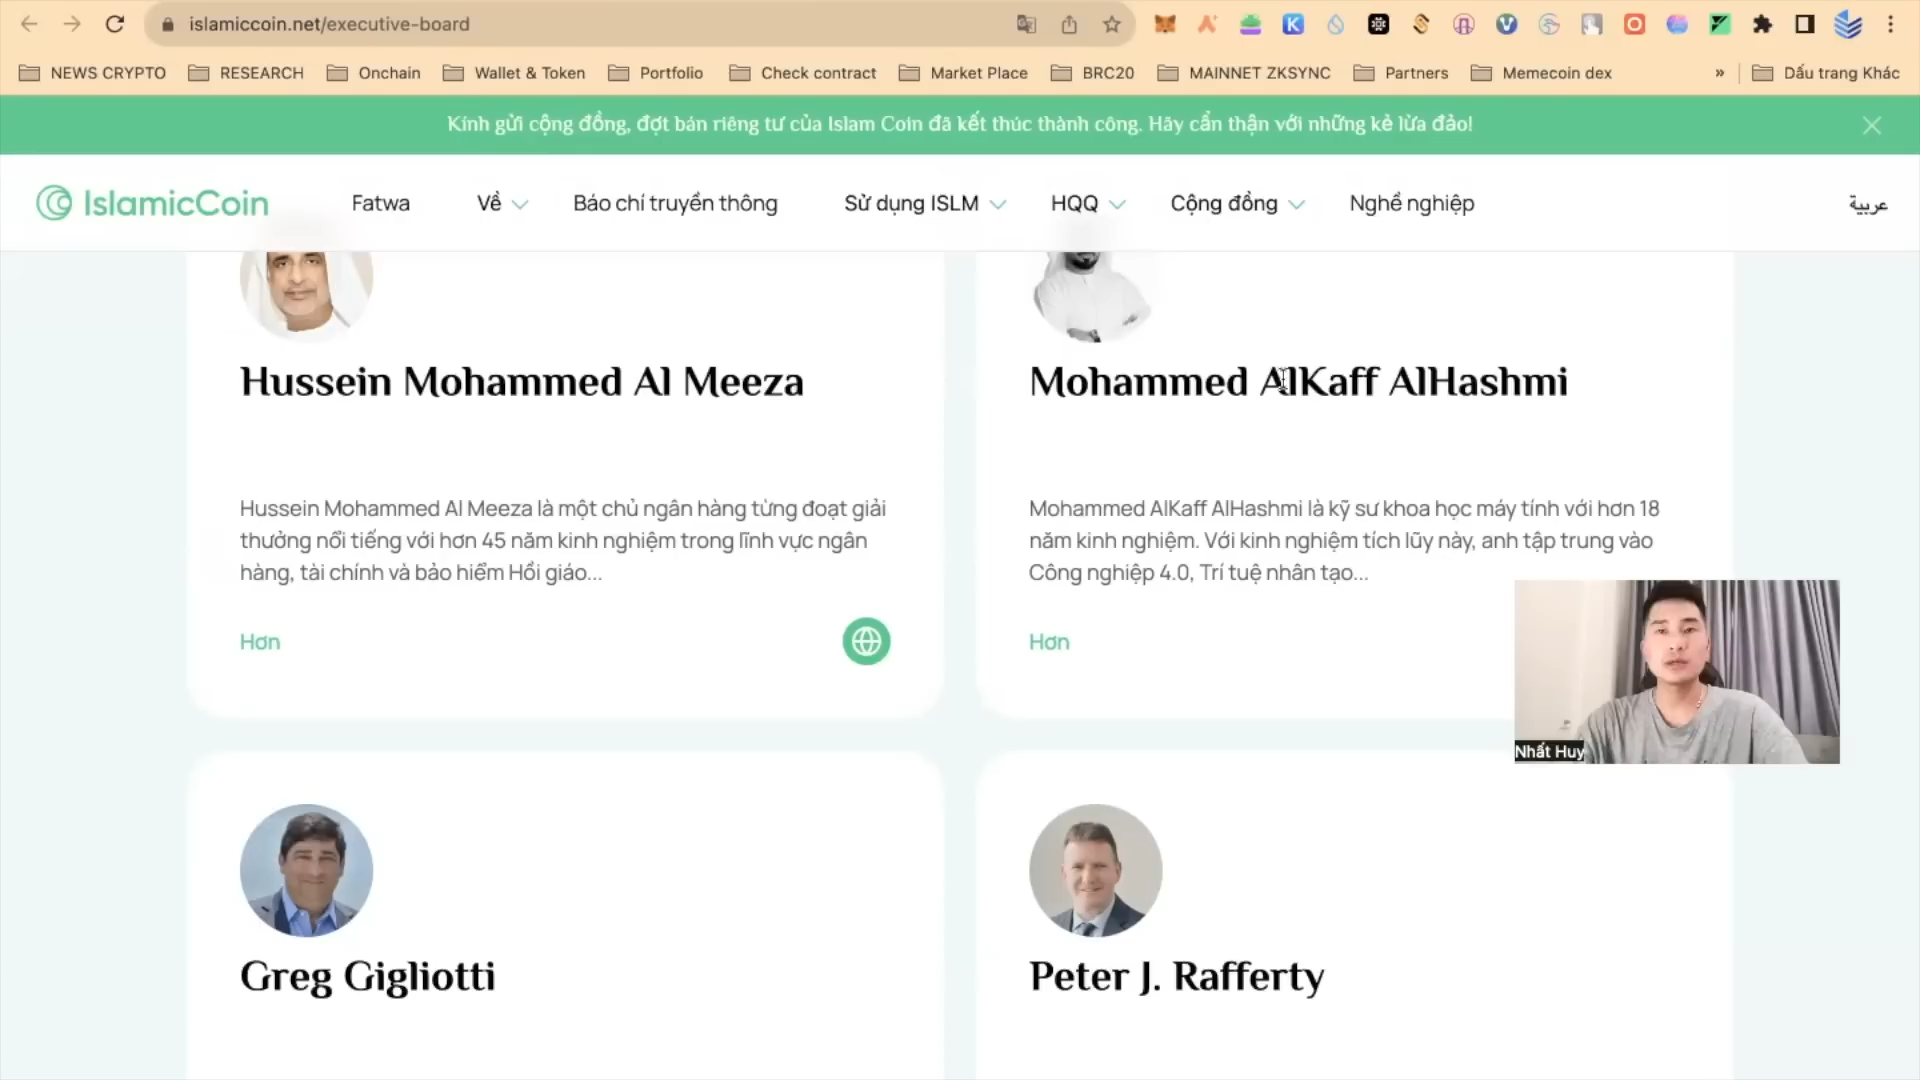 islamiccoin.net/executive-board
NEWS CRYPTO RESEARCH Onchain Wallet & Token Portfolio Check contract Market Place BRC20 MAINNET ZKSYNC Partners Memecoin dex » Dấu trang Khác
Kính gửi cộng đồng, đợt bán riêng tư của Islam Coin đã kết thúc thành công. Hãy cẩn thận với những kẻ lừa đảo!
IslamicCoin Fatwa Về Báo chí truyền thông Sử dụng ISLM HQQ Cộng đồng Nghề nghiệp عربية
Hussein Mohammed Al Meeza
Hussein Mohammed Al Meeza là một chủ ngân hàng từng đoạt giải
thưởng nổi tiếng với hơn 45 năm kinh nghiệm trong lĩnh vực ngân
hàng, tài chính và bảo hiểm Hồi giáo...
Hơn
Mohammed AlKaff AlHashmi
Mohammed AlKaff AlHashmi là kỹ sư khoa học máy tính với hơn 18
năm kinh nghiệm. Với kinh nghiệm tích lũy này, anh tập trung vào
Công nghiệp 4.0, Trí tuệ nhân tạo...
Hơn
Nhất Huy
Greg Gigliotti
Peter J. Rafferty